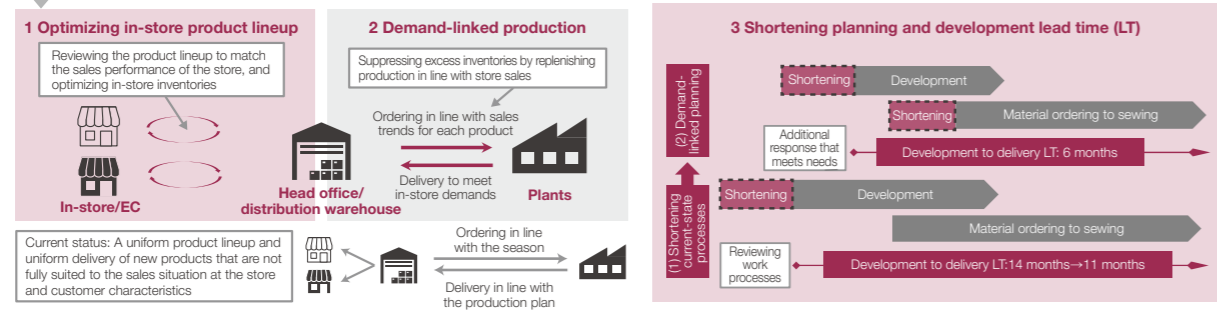 1 Optimizing in-store product lineup
Reviewing the product lineup to match
the sales performance of the store, and
optimizing in-store inventories
In-store/EC
Head office/
distribution warehouse
2 Demand-linked production
Suppressing excess inventories by replenishing
production in line with store sales
Ordering in line with sales
trends for each product
Delivery to meet
in-store demands
Plants
Current status: A uniform product lineup and
uniform delivery of new products that are not
fully suited to the sales situation at the store
and customer characteristics
Ordering in line
with the season
Delivery in line with
the production plan
3 Shortening planning and development lead time (LT)
(2) Demand-
linked planning
Shortening
Development
Shortening
Material ordering to sewing
Additional
response that
meets needs
Development to delivery LT: 6 months
(1) Shortening
current-state
processes
Shortening
Development
Material ordering to sewing
Reviewing
work
processes
Development to delivery LT:14 months→11 months